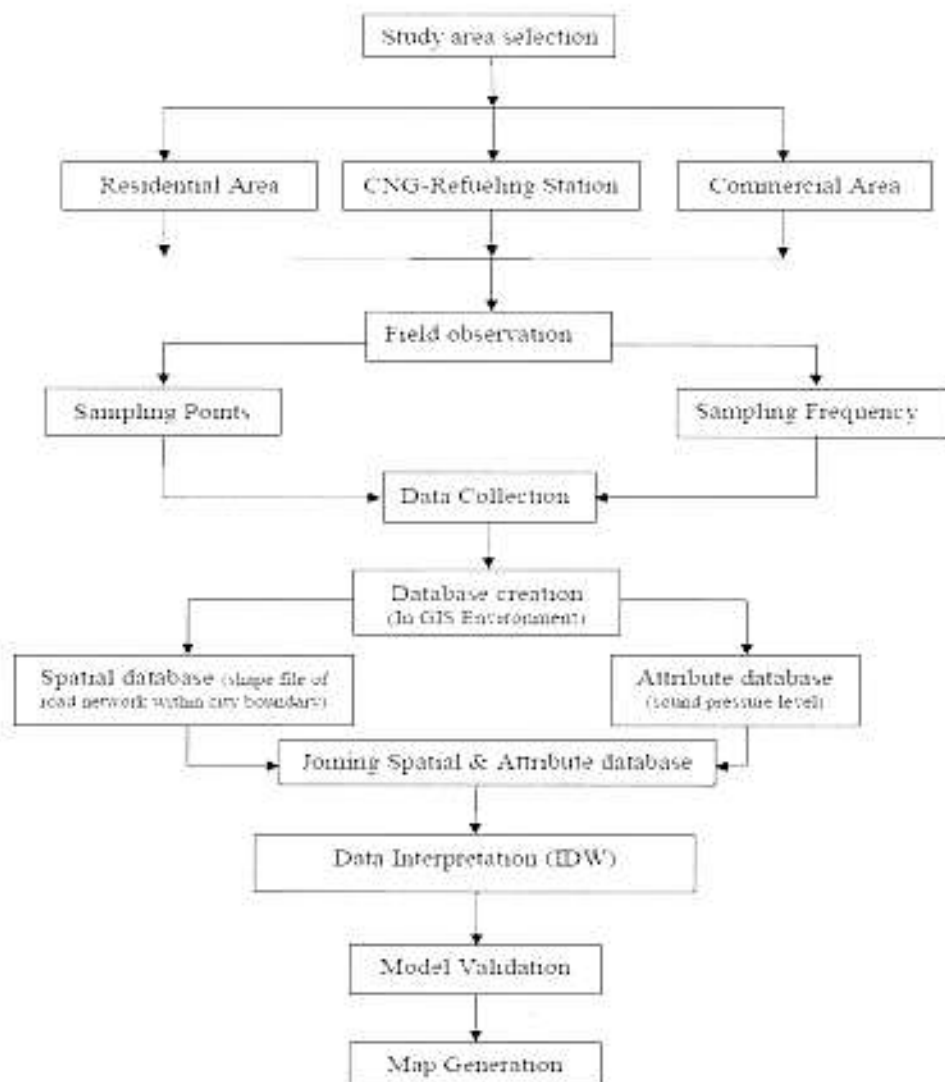 Study area selection
Residential Area
CNG-Refueling Station
Commercial Area
Field observation
Sampling Points
Sampling Frequency
Data Collection
Database creation
(In GIS Environment)
Spatial database (shape file of
road network within city boundary)
Attribute database
(sound pressure level)
Joining Spatial & Attribute database
Data Interpretation (IDW)
Model Validation
Map Generation